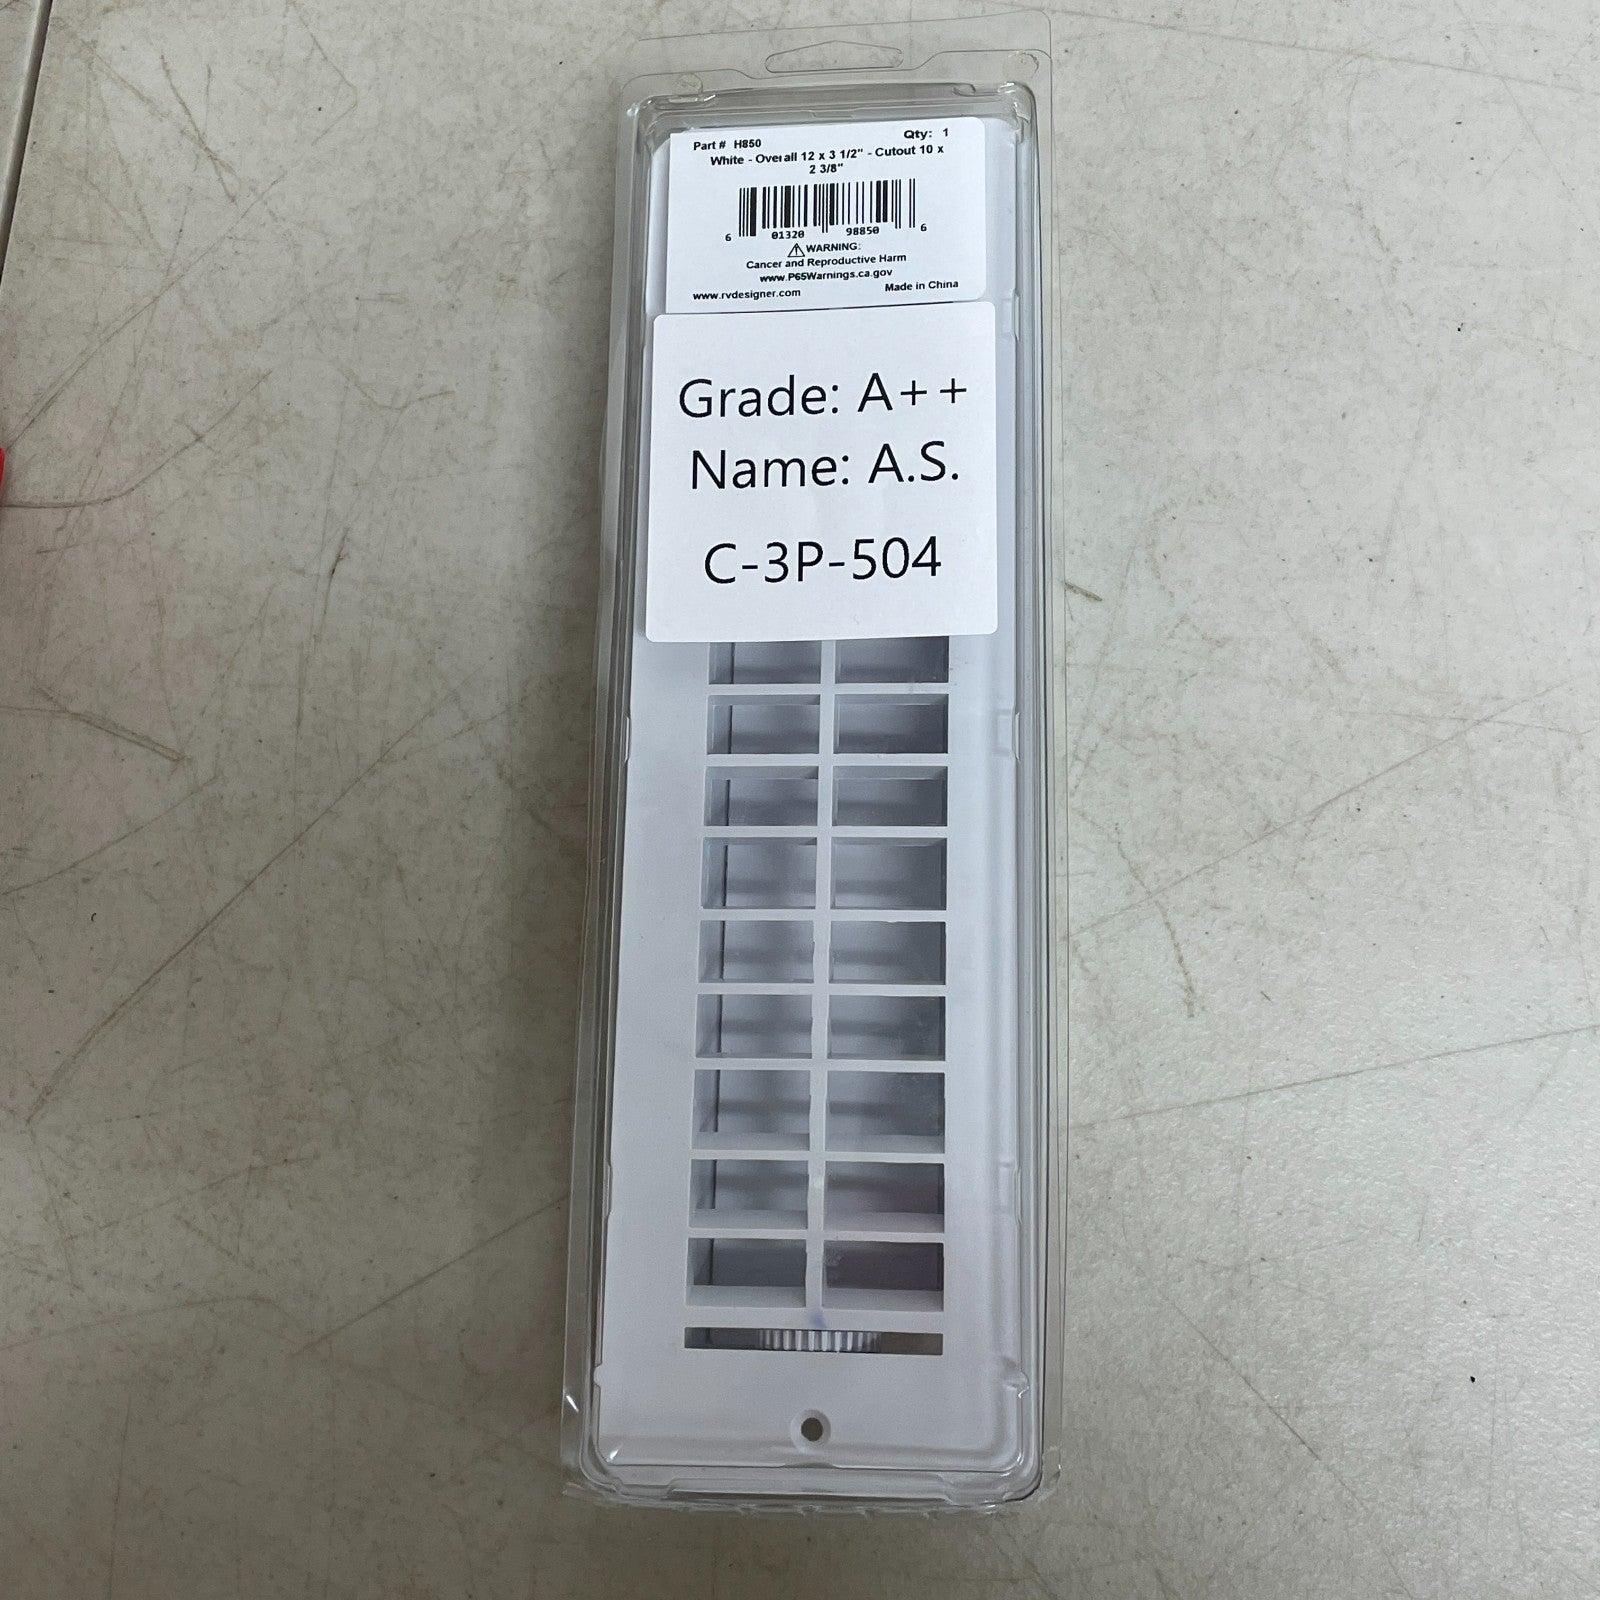 Part # H850 Qty: 1
White - Overall 12 x 3 1/2" - Cutout 10 x
2 3/8"
6 01320 98850 6
WARNING:
Cancer and Reproductive Harm
www.P65Warnings.ca.gov
www.rvdesigner.com Made in China
Grade: A++
Name: A.S.
C-3P-504